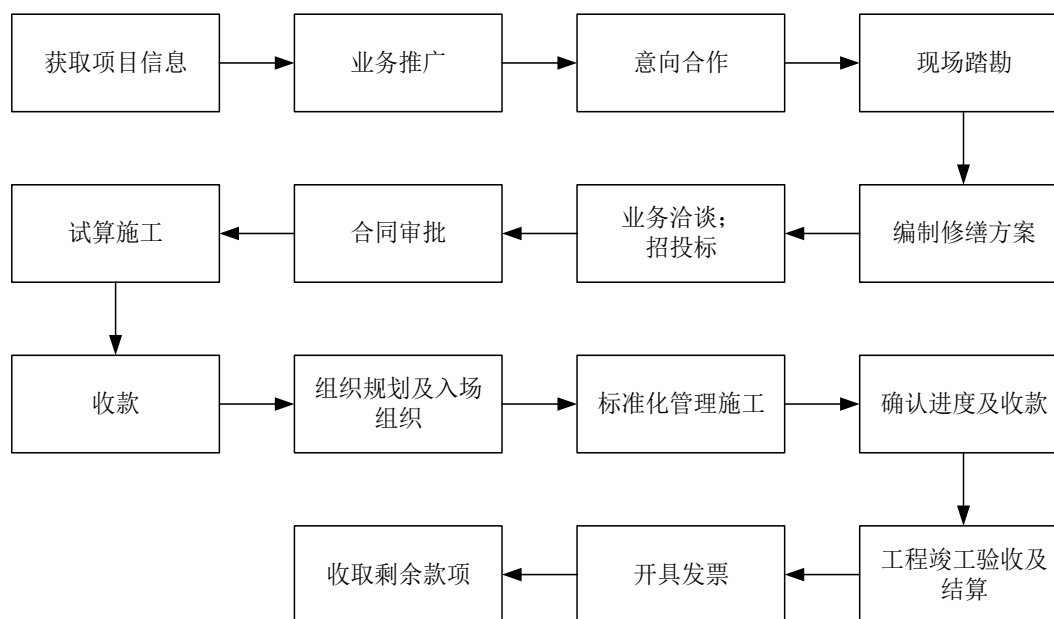 获取项目信息
业务推广
意向合作
现场踏勘
试算施工
合同审批
业务洽谈；
招投标
编制修缮方案
收款
组织规划及入场
组织
标准化管理施工
确认进度及收款
收取剩余款项
开具发票
工程竣工验收及
结算